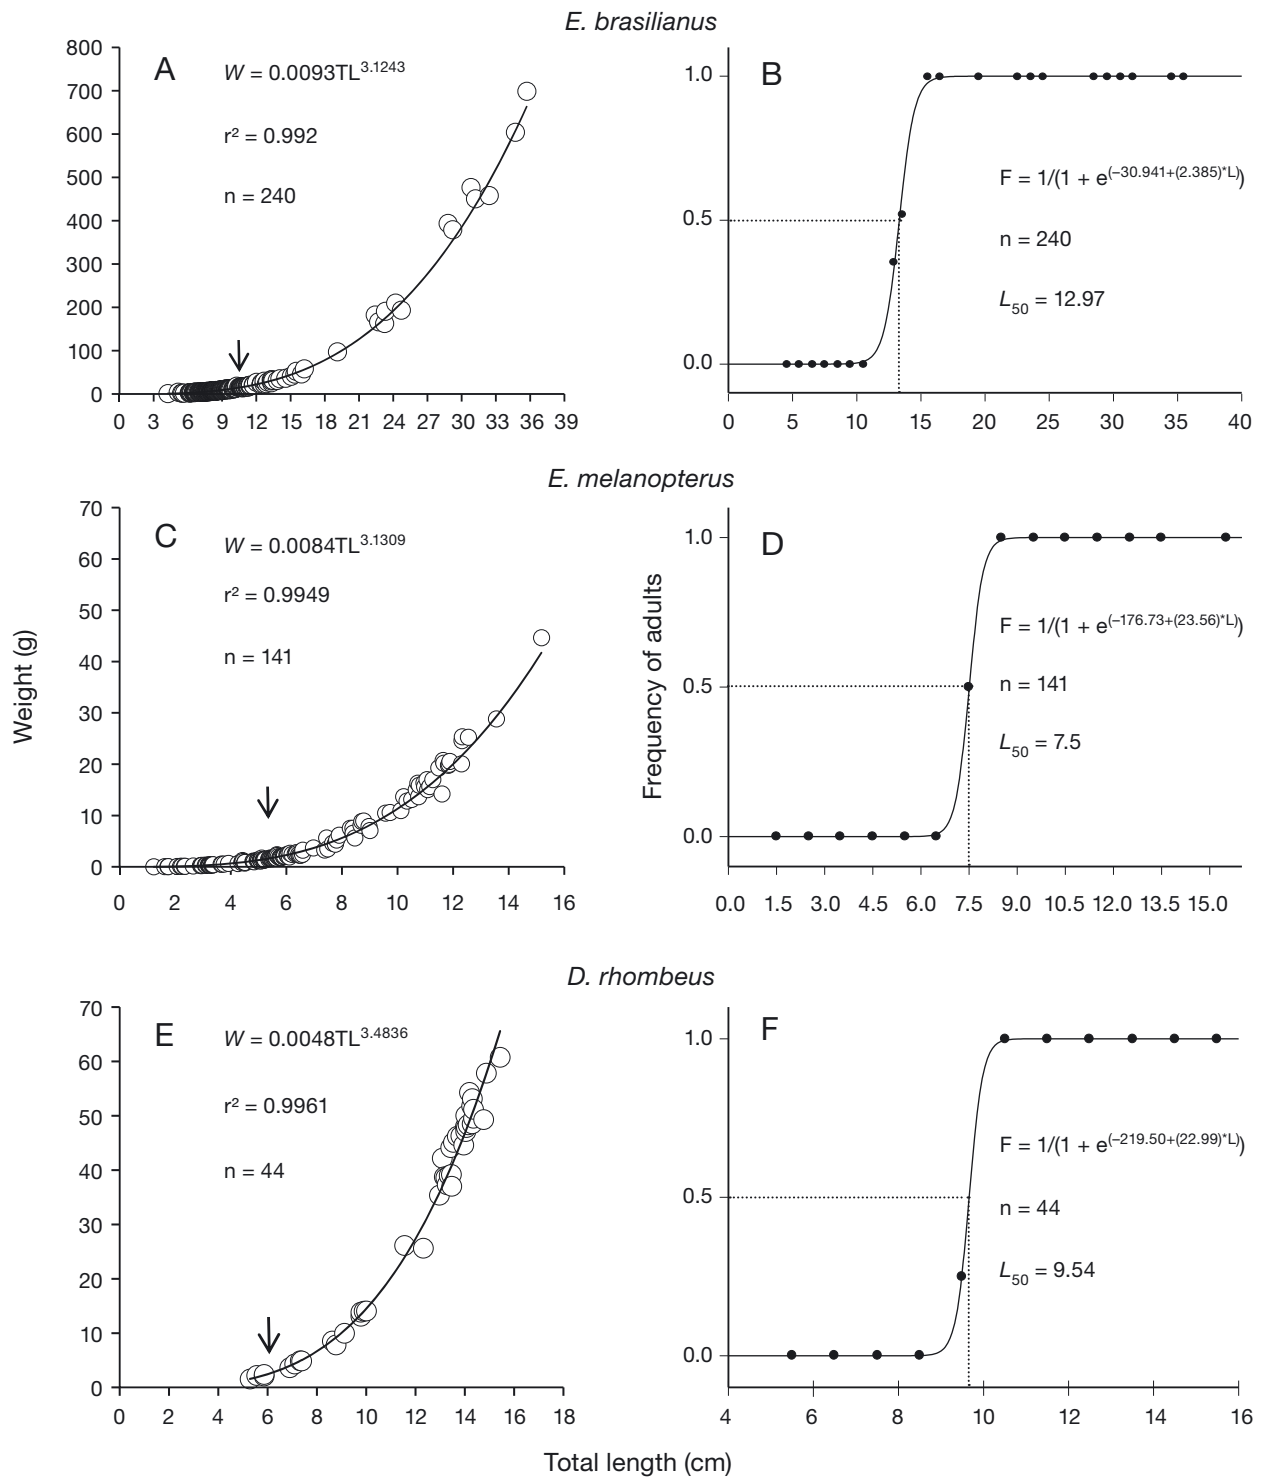 E. brasilianus
A
W = 0.0093TL^3.1243
r² = 0.992
n = 240
800
700
600
500
400
300
200
100
0
0 3 6 9 12 15 18 21 24 27 30 33 36 39
B
F = 1/(1 + e^(–30.941+(2.385)*L))
n = 240
L50 = 12.97
1.0
0.5
0.0
0 5 10 15 20 25 30 35 40
E. melanopterus
C
W = 0.0084TL^3.1309
r² = 0.9949
n = 141
70
60
50
40
30
20
10
0
0 2 4 6 8 10 12 14 16
Weight (g)
D
F = 1/(1 + e^(–176.73+(23.56)*L))
n = 141
L50 = 7.5
1.0
0.5
0.0
0.0 1.5 3.0 4.5 6.0 7.5 9.0 10.5 12.0 13.5 15.0
Frequency of adults
D. rhombeus
E
W = 0.0048TL^3.4836
r² = 0.9961
n = 44
70
60
50
40
30
20
10
0
0 2 4 6 8 10 12 14 16 18
F
F = 1/(1 + e^(–219.50+(22.99)*L))
n = 44
L50 = 9.54
1.0
0.5
0.0
4 6 8 10 12 14 16
Total length (cm)